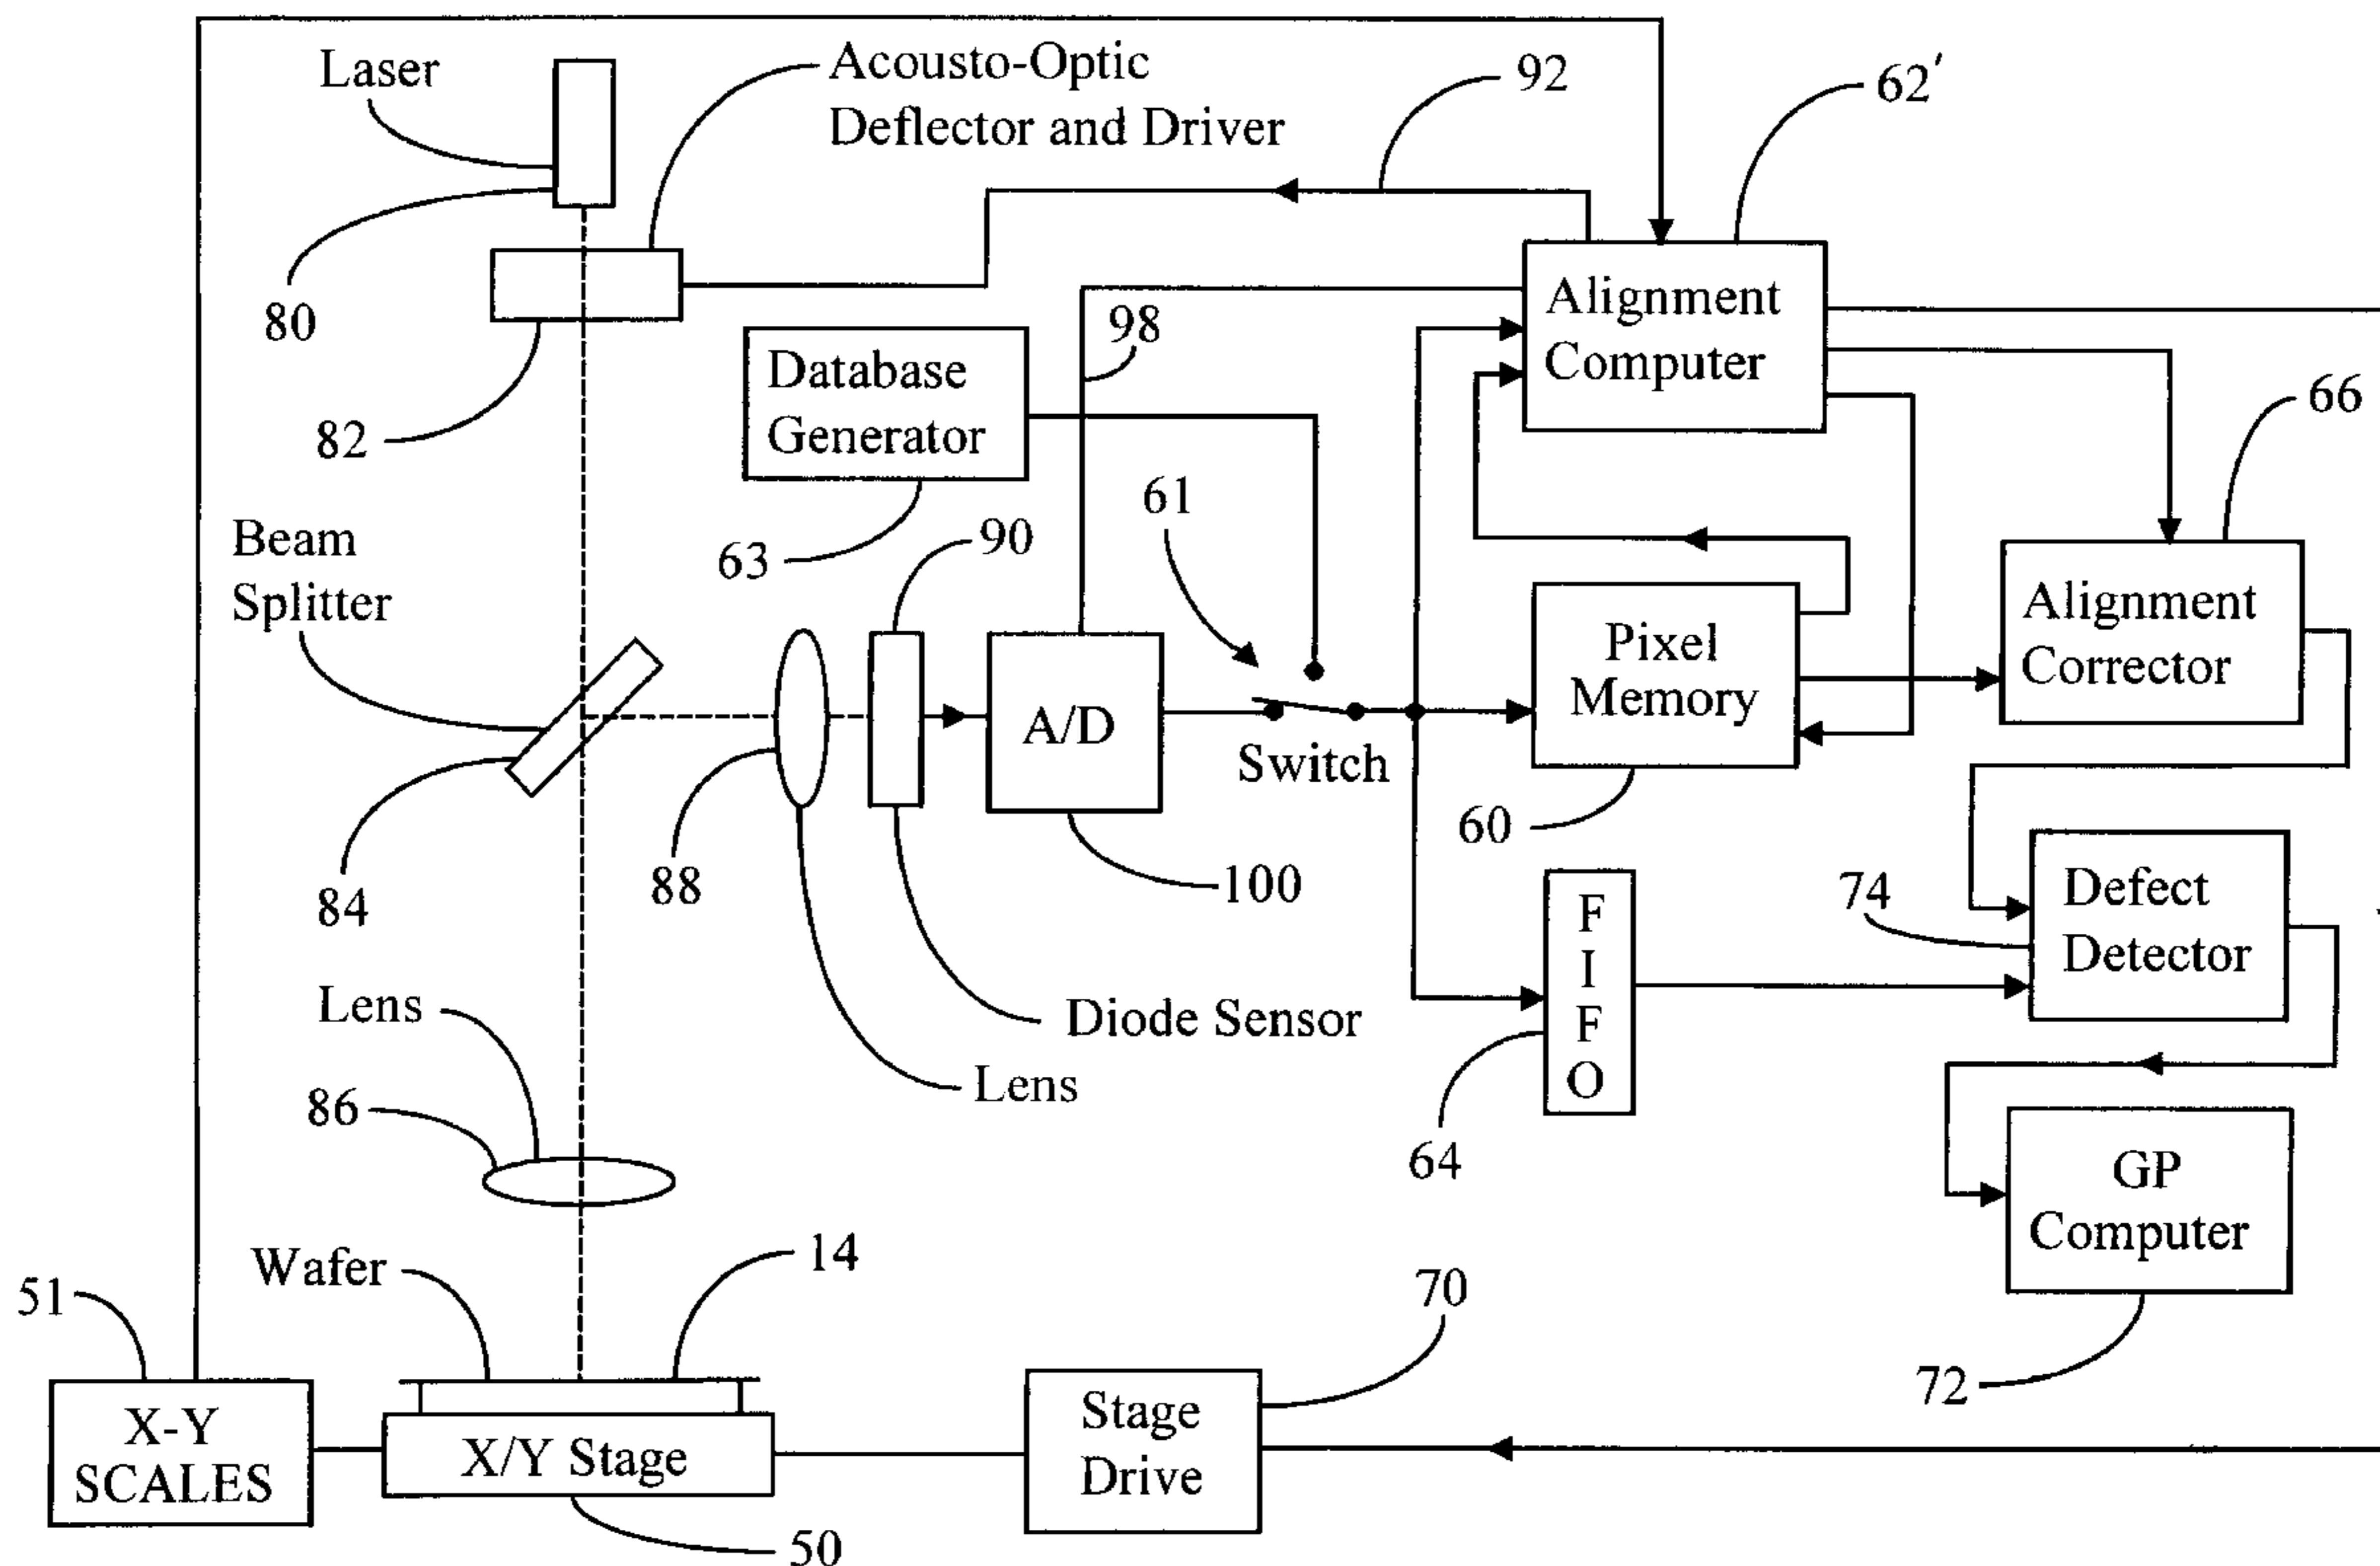 Laser
Acousto-Optic
Deflector and Driver
92
62'
80
82
Database
Generator
63
98
Alignment
Computer
66
Beam
Splitter
84
88
90
61
A/D
100
Switch
Pixel
Memory
60
Alignment
Corrector
74
Defect
Detector
F
I
F
O
64
Lens
86
Diode Sensor
Lens
GP
Computer
72
Wafer
14
51
X-Y
SCALES
X/Y Stage
50
Stage
Drive
70